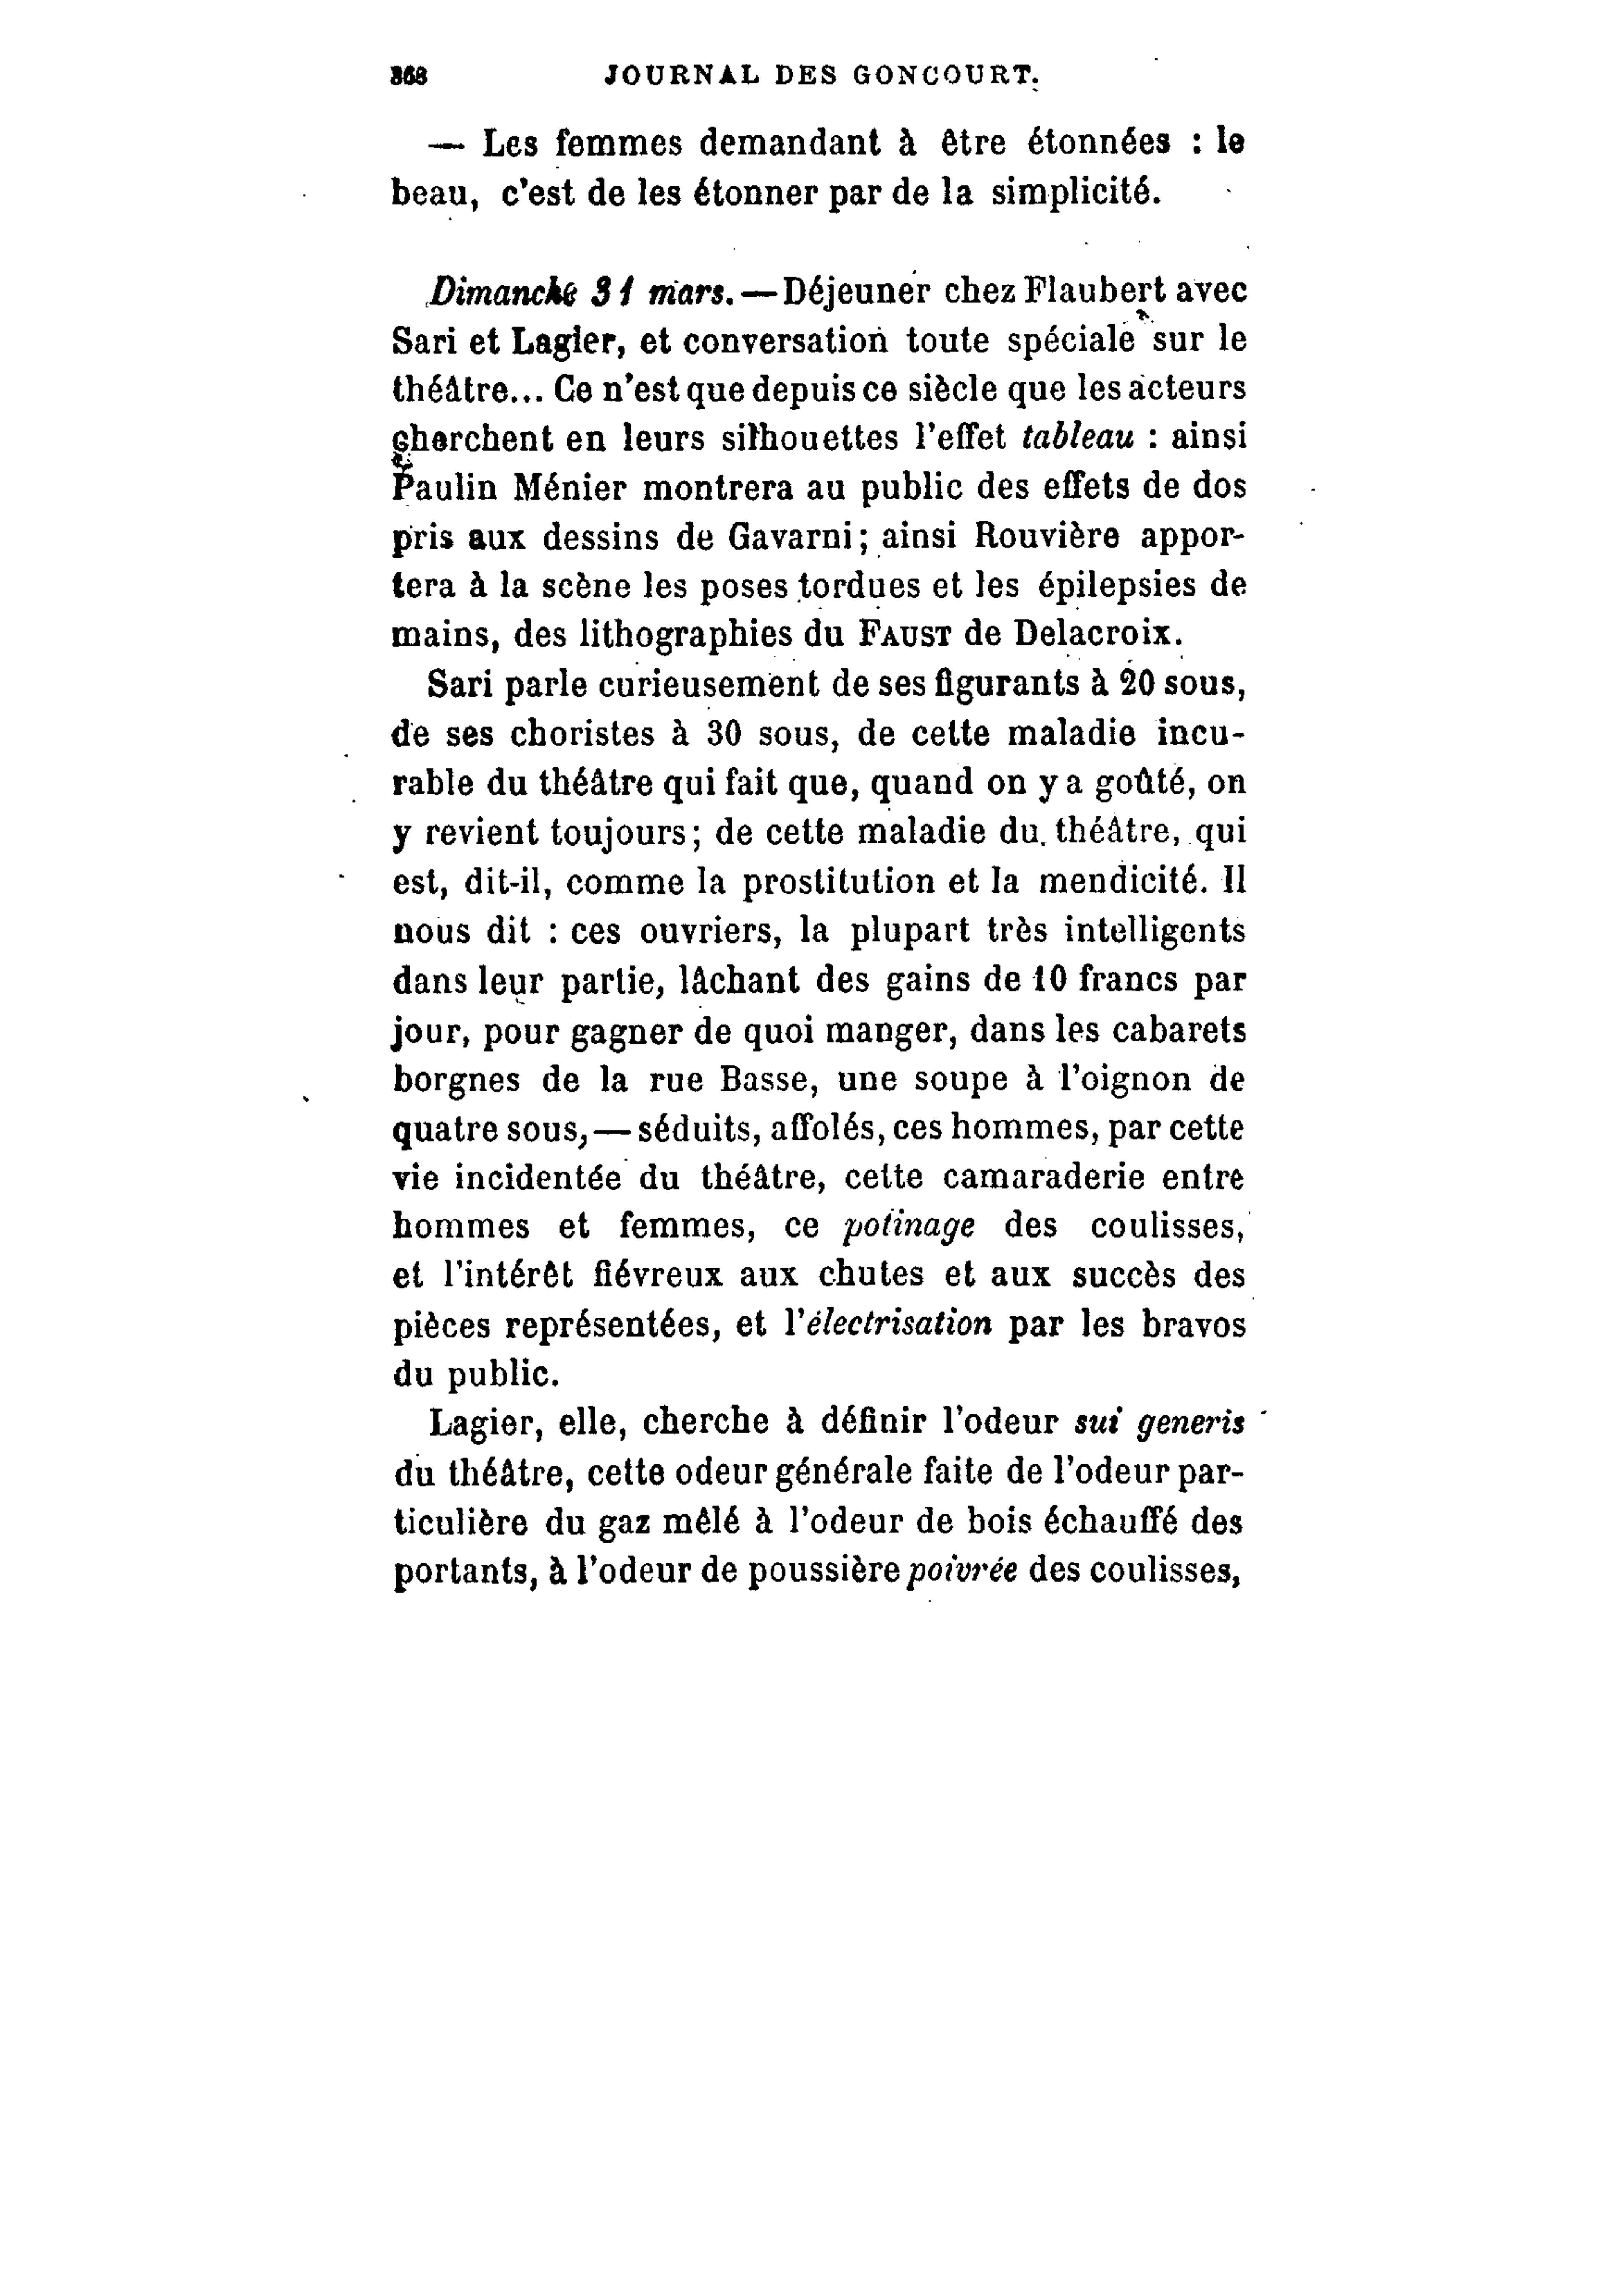 368 JOURNAL DES GONCOURT.
— Les femmes demandant à être étonnées : le
beau, c'est de les étonner par de la simplicité.
Dimanche 31 mars. — Déjeuner chez Flaubert avec
Sari et Lagier, et conversation toute spéciale sur le
théâtre... Ce n'est que depuis ce siècle que les acteurs
cherchent en leurs silhouettes l'effet tableau : ainsi
Paulin Ménier montrera au public des effets de dos
pris aux dessins de Gavarni; ainsi Rouvière appor-
tera à la scène les poses tordues et les épilepsies de
mains, des lithographies du FAUST de Delacroix.
Sari parle curieusement de ses figurants à 20 sous,
de ses choristes à 30 sous, de cette maladie incu-
rable du théâtre qui fait que, quand on y a goûté, on
y revient toujours; de cette maladie du théâtre, qui
est, dit-il, comme la prostitution et la mendicité. Il
nous dit : ces ouvriers, la plupart très intelligents
dans leur partie, lâchant des gains de 10 francs par
jour, pour gagner de quoi manger, dans les cabarets
borgnes de la rue Basse, une soupe à l'oignon de
quatre sous, — séduits, affolés, ces hommes, par cette
vie incidentée du théâtre, cette camaraderie entre
hommes et femmes, ce potinage des coulisses,
et l'intérêt fiévreux aux chutes et aux succès des
pièces représentées, et l'électrisation par les bravos
du public.
Lagier, elle, cherche à définir l'odeur sui generis
du théâtre, cette odeur générale faite de l'odeur par-
ticulière du gaz mêlé à l'odeur de bois échauffé des
portants, à l'odeur de poussière poivrée des coulisses,